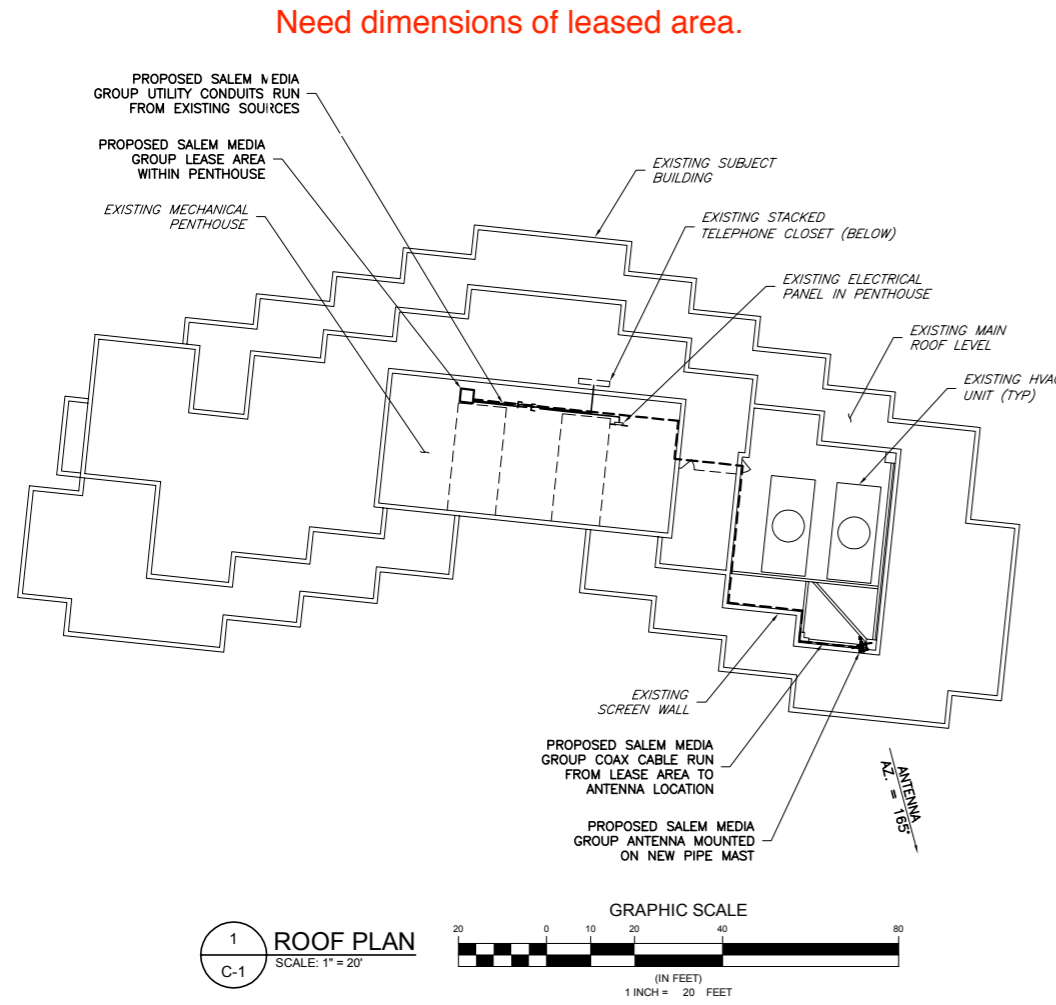 Need dimensions of leased area.
PROPOSED SALEM MEDIA
GROUP UTILITY CONDUITS RUN
FROM EXISTING SOURCES
PROPOSED SALEM MEDIA
GROUP LEASE AREA
WITHIN PENTHOUSE
EXISTING MECHANICAL
PENTHOUSE
EXISTING SUBJECT
BUILDING
EXISTING STACKED
TELEPHONE CLOSET (BELOW)
EXISTING ELECTRICAL
PANEL IN PENTHOUSE
EXISTING MAIN
ROOF LEVEL
EXISTING HVAC
UNIT (TYP)
EXISTING
SCREEN WALL
PROPOSED SALEM MEDIA
GROUP COAX CABLE RUN
FROM LEASE AREA TO
ANTENNA LOCATION
PROPOSED SALEM MEDIA
GROUP ANTENNA MOUNTED
ON NEW PIPE MAST
ANTENNA
AZ. = 165°
1
C-1
ROOF PLAN
SCALE: 1" = 20'
GRAPHIC SCALE
20 0 10 20 40 80
(IN FEET)
1 INCH = 20 FEET